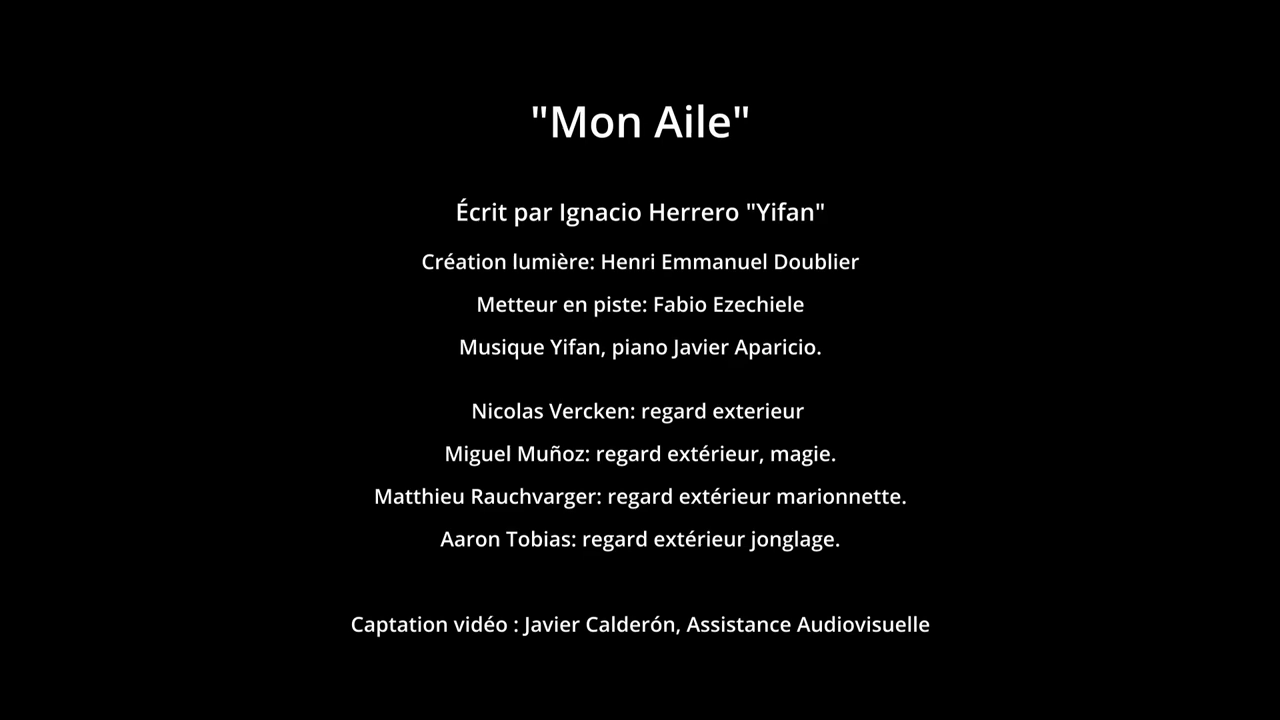 "Mon Aile"
Écrit par Ignacio Herrero "Yifan"
Création lumière: Henri Emmanuel Doublier
Metteur en piste: Fabio Ezechiele
Musique Yifan, piano Javier Aparicio.
Nicolas Vercken: regard exterieur
Miguel Muñoz: regard extérieur, magie.
Matthieu Rauchvarger: regard extérieur marionnette.
Aaron Tobias: regard extérieur jonglage.
Captation vidéo : Javier Calderón, Assistance Audiovisuelle